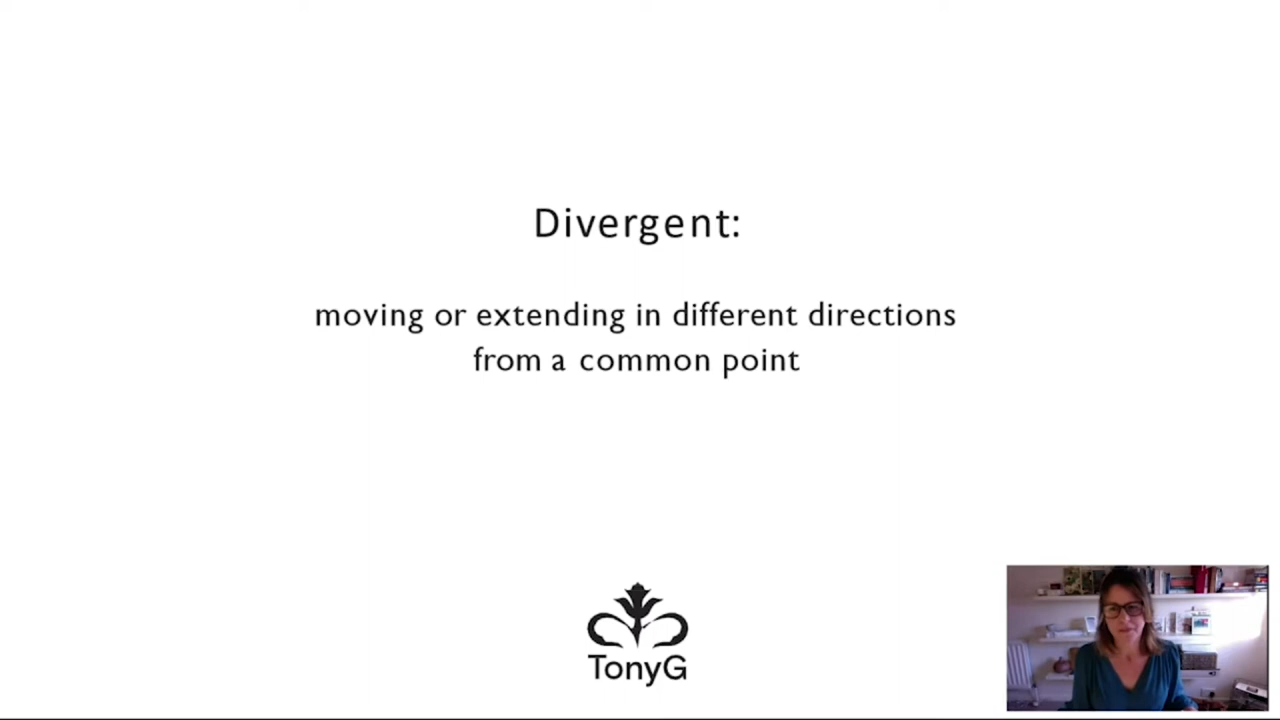 Divergent:
moving or extending in different directions
from a common point
TonyG